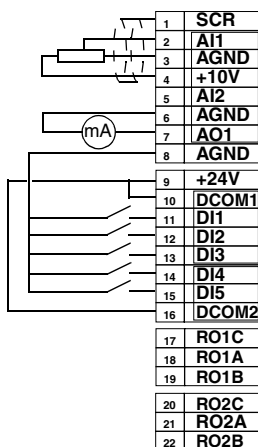 1 SCR
2 AI1
3 AGND
4 +10V
5 AI2
6 AGND
mA
7 AO1
8 AGND
9 +24V
10 DCOM1
11 DI1
12 DI2
13 DI3
14 DI4
15 DI5
16 DCOM2
17 RO1C
18 RO1A
19 RO1B
20 RO2C
21 RO2A
22 RO2B